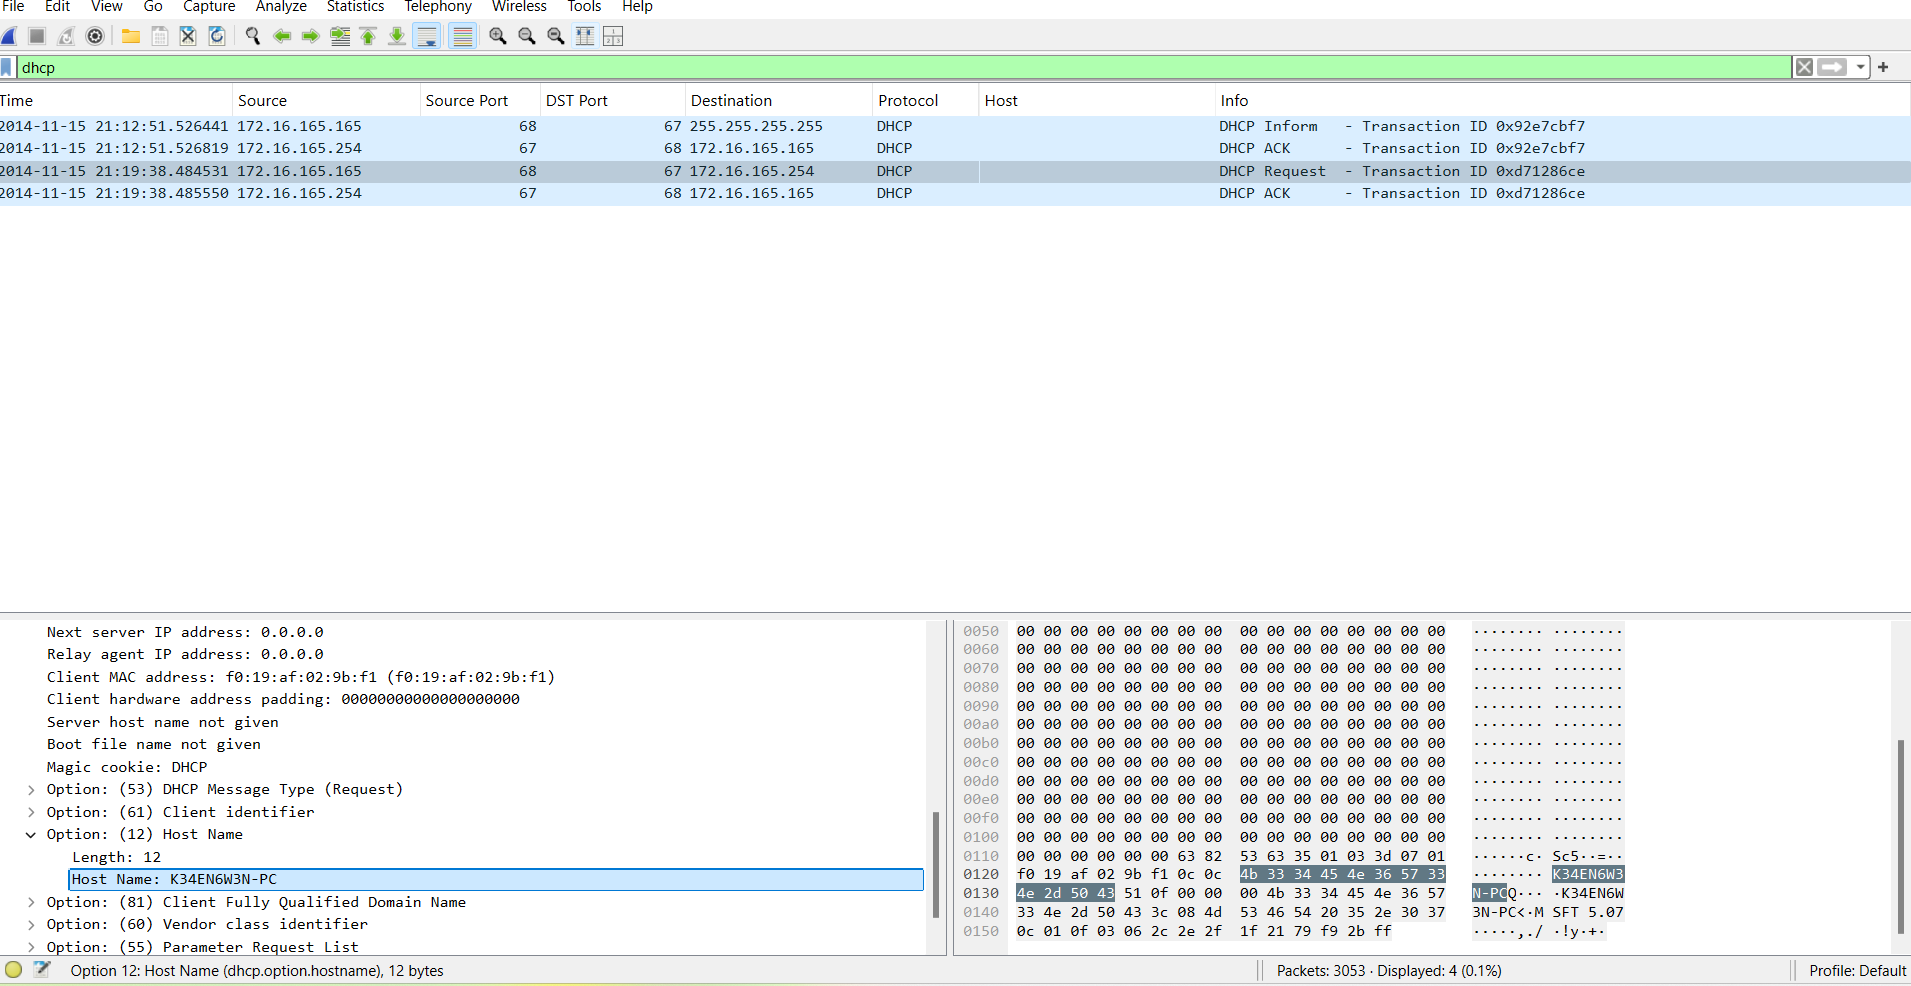 File Edit View Go Capture Analyze Statistics Telephony Wireless Tools Help
dhcp
Time Source Source Port DST Port Destination Protocol Host Info
2014-11-15 21:12:51.526441 172.16.165.165 68 67 255.255.255.255 DHCP DHCP Inform - Transaction ID 0x92e7cbf7
2014-11-15 21:12:51.526819 172.16.165.254 67 68 172.16.165.165 DHCP DHCP ACK - Transaction ID 0x92e7cbf7
2014-11-15 21:19:38.484531 172.16.165.165 68 67 172.16.165.254 DHCP DHCP Request - Transaction ID 0xd71286ce
2014-11-15 21:19:38.485550 172.16.165.254 67 68 172.16.165.165 DHCP DHCP ACK - Transaction ID 0xd71286ce
Next server IP address: 0.0.0.0
Relay agent IP address: 0.0.0.0
Client MAC address: f0:19:af:02:9b:f1 (f0:19:af:02:9b:f1)
Client hardware address padding: 00000000000000000000
Server host name not given
Boot file name not given
Magic cookie: DHCP
Option: (53) DHCP Message Type (Request)
Option: (61) Client identifier
Option: (12) Host Name
Length: 12
Host Name: K34EN6W3N-PC
Option: (81) Client Fully Qualified Domain Name
Option: (60) Vendor class identifier
Option: (55) Parameter Request List
0050 00 00 00 00 00 00 00 00 00 00 00 00 00 00 00 00 ········ ········
0060 00 00 00 00 00 00 00 00 00 00 00 00 00 00 00 00 ········ ········
0070 00 00 00 00 00 00 00 00 00 00 00 00 00 00 00 00 ········ ········
0080 00 00 00 00 00 00 00 00 00 00 00 00 00 00 00 00 ········ ········
0090 00 00 00 00 00 00 00 00 00 00 00 00 00 00 00 00 ········ ········
00a0 00 00 00 00 00 00 00 00 00 00 00 00 00 00 00 00 ········ ········
00b0 00 00 00 00 00 00 00 00 00 00 00 00 00 00 00 00 ········ ········
00c0 00 00 00 00 00 00 00 00 00 00 00 00 00 00 00 00 ········ ········
00d0 00 00 00 00 00 00 00 00 00 00 00 00 00 00 00 00 ········ ········
00e0 00 00 00 00 00 00 00 00 00 00 00 00 00 00 00 00 ········ ········
00f0 00 00 00 00 00 00 00 00 00 00 00 00 00 00 00 00 ········ ········
0100 00 00 00 00 00 00 00 00 00 00 00 00 00 00 00 00 ········ ········
0110 00 00 00 00 00 00 63 82 53 63 35 01 03 3d 07 01 ······c· Sc5··=··
0120 f0 19 af 02 9b f1 0c 0c 4b 33 34 45 4e 36 57 33 ········ K34EN6W3
0130 4e 2d 50 43 51 0f 00 00 00 4b 33 34 45 4e 36 57 N-PCQ··· ·K34EN6W
0140 33 4e 2d 50 43 3c 08 4d 53 46 54 20 35 2e 30 37 3N-PC<·M SFT 5.07
0150 0c 01 0f 03 06 2c 2e 2f 1f 21 79 f9 2b ff ·····,./ ·!y·+·
Option 12: Host Name (dhcp.option.hostname), 12 bytes
Packets: 3053 · Displayed: 4 (0.1%)
Profile: Default